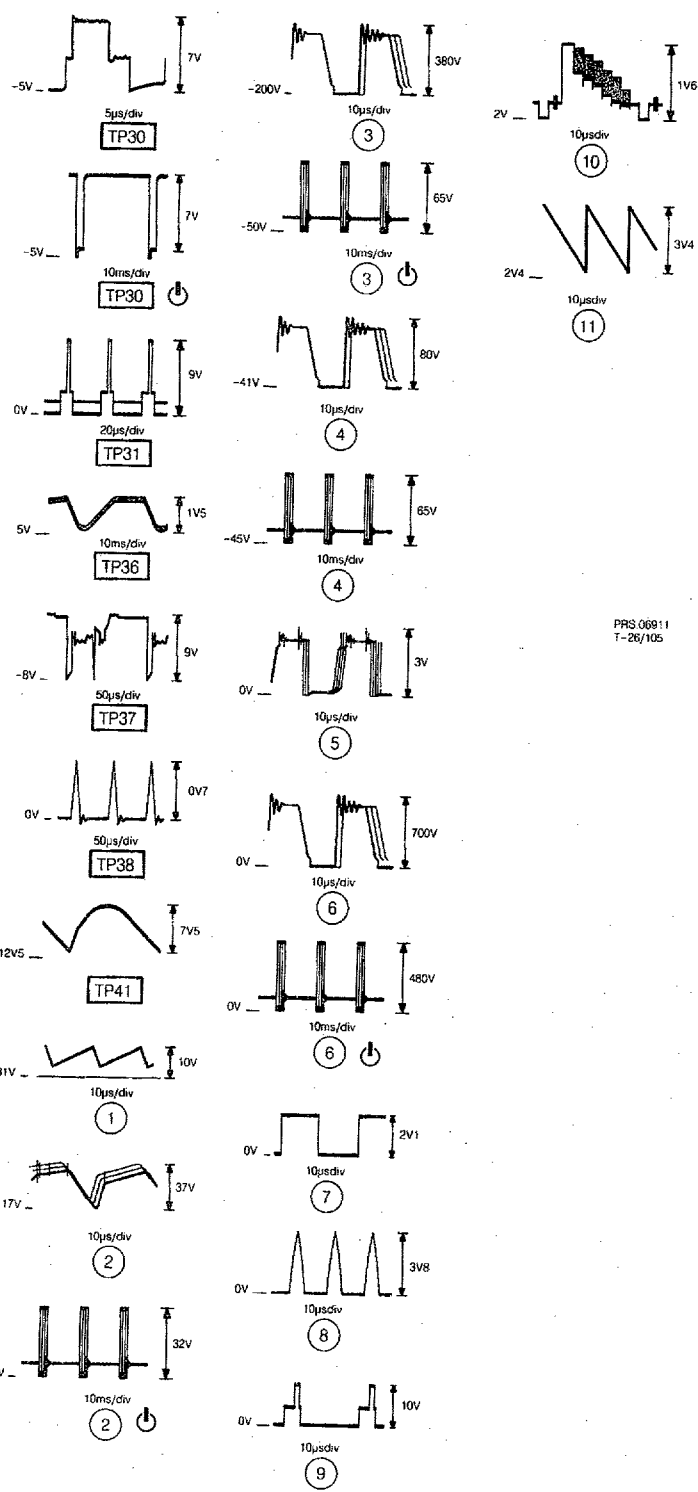 7V
-5V
5µs/div
TP30
7V
-5V
10ms/div
TP30
9V
0V
20µs/div
TP31
1V5
5V
10ms/div
TP36
9V
-8V
50µs/div
TP37
0V7
0V
50µs/div
TP38
7V5
12V5
TP41
10V
31V
10µs/div
1
37V
17V
10µs/div
2
32V
V
10ms/div
2
380V
-200V
10µs/div
3
65V
-50V
10ms/div
3
80V
-41V
10µs/div
4
65V
-45V
10ms/div
4
3V
0V
10µs/div
5
700V
0V
10µs/div
6
480V
0V
10ms/div
6
2V1
0V
10µsdiv
7
3V8
0V
10µsdiv
8
10V
0V
10µsdiv
9
1V6
2V
10µsdiv
10
3V4
2V4
10µsdiv
11
PRS.06911
T-26/105